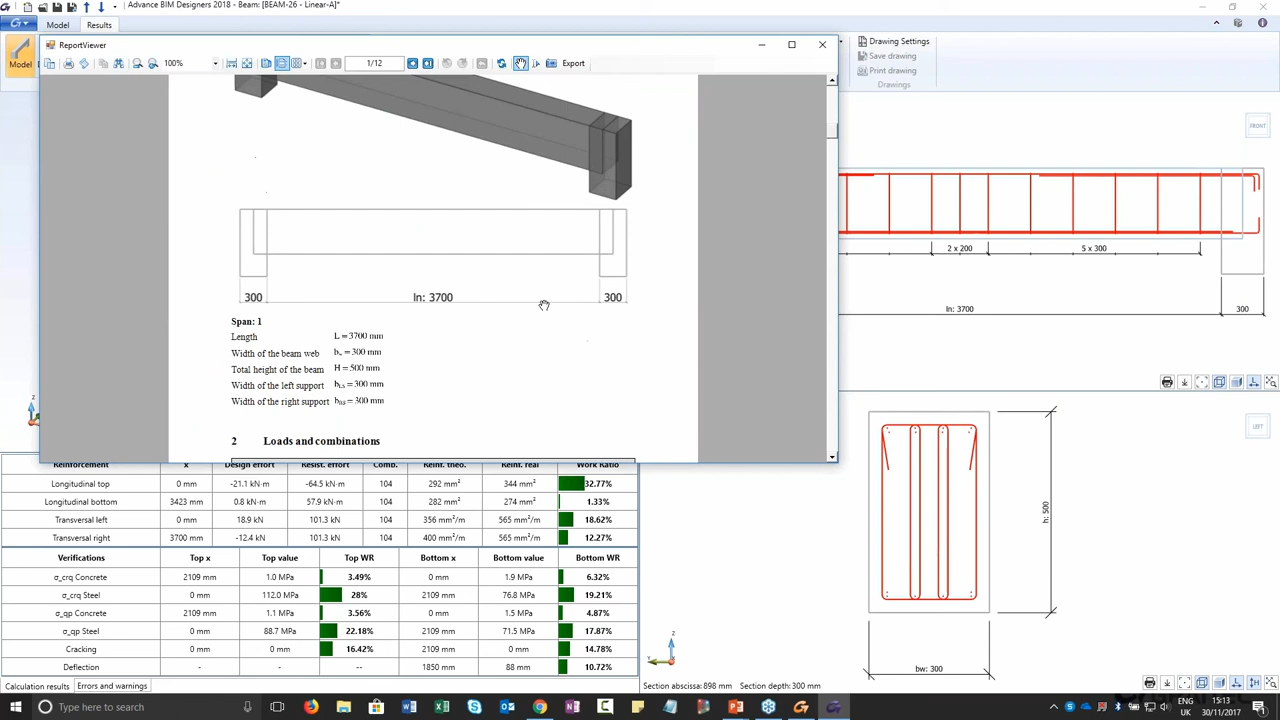 Advance BIM Designers 2018 - Beam: [BEAM-26 - Linear-A]*
Model
Results
Model
Drawing Settings
Save drawing
Print drawing
Drawings
ReportViewer
100%
1/12
Export
300
ln: 3700
300
Span: 1
Length L = 3700 mm
Width of the beam web bw = 300 mm
Total height of the beam H = 500 mm
Width of the left support bLS = 300 mm
Width of the right support bRS = 300 mm
2 Loads and combinations
FRONT
2 x 200
5 x 300
ln: 3700
300
LEFT
h: 500
bw: 300
Section abscissa: 898 mm Section depth: 300 mm
Reinforcement x Design effort Resist. effort Comb. Reinf. theo. Reinf. real Work Ratio
Longitudinal top 0 mm -21.1 kN·m -64.5 kN·m 104 292 mm² 344 mm² 32.77%
Longitudinal bottom 3423 mm 0.8 kN·m 57.9 kN·m 104 282 mm² 274 mm² 1.33%
Transversal left 0 mm 18.9 kN 101.3 kN 104 356 mm²/m 565 mm²/m 18.62%
Transversal right 3700 mm -12.4 kN 101.3 kN 104 400 mm²/m 565 mm²/m 12.27%
Verifications Top x Top value Top WR Bottom x Bottom value Bottom WR
σ_crq Concrete 2109 mm 1.0 MPa 3.49% 0 mm 1.9 MPa 6.32%
σ_crq Steel 0 mm 112.0 MPa 28% 2109 mm 76.8 MPa 19.21%
σ_qp Concrete 2109 mm 1.1 MPa 3.56% 0 mm 1.5 MPa 4.87%
σ_qp Steel 0 mm 88.7 MPa 22.18% 2109 mm 71.5 MPa 17.87%
Cracking 0 mm 0 mm 16.42% 2109 mm 0 mm 14.78%
Deflection - - -- 1850 mm 88 mm 10.72%
Calculation results
Errors and warnings
Type here to search
ENG
UK
15:13
30/11/2017